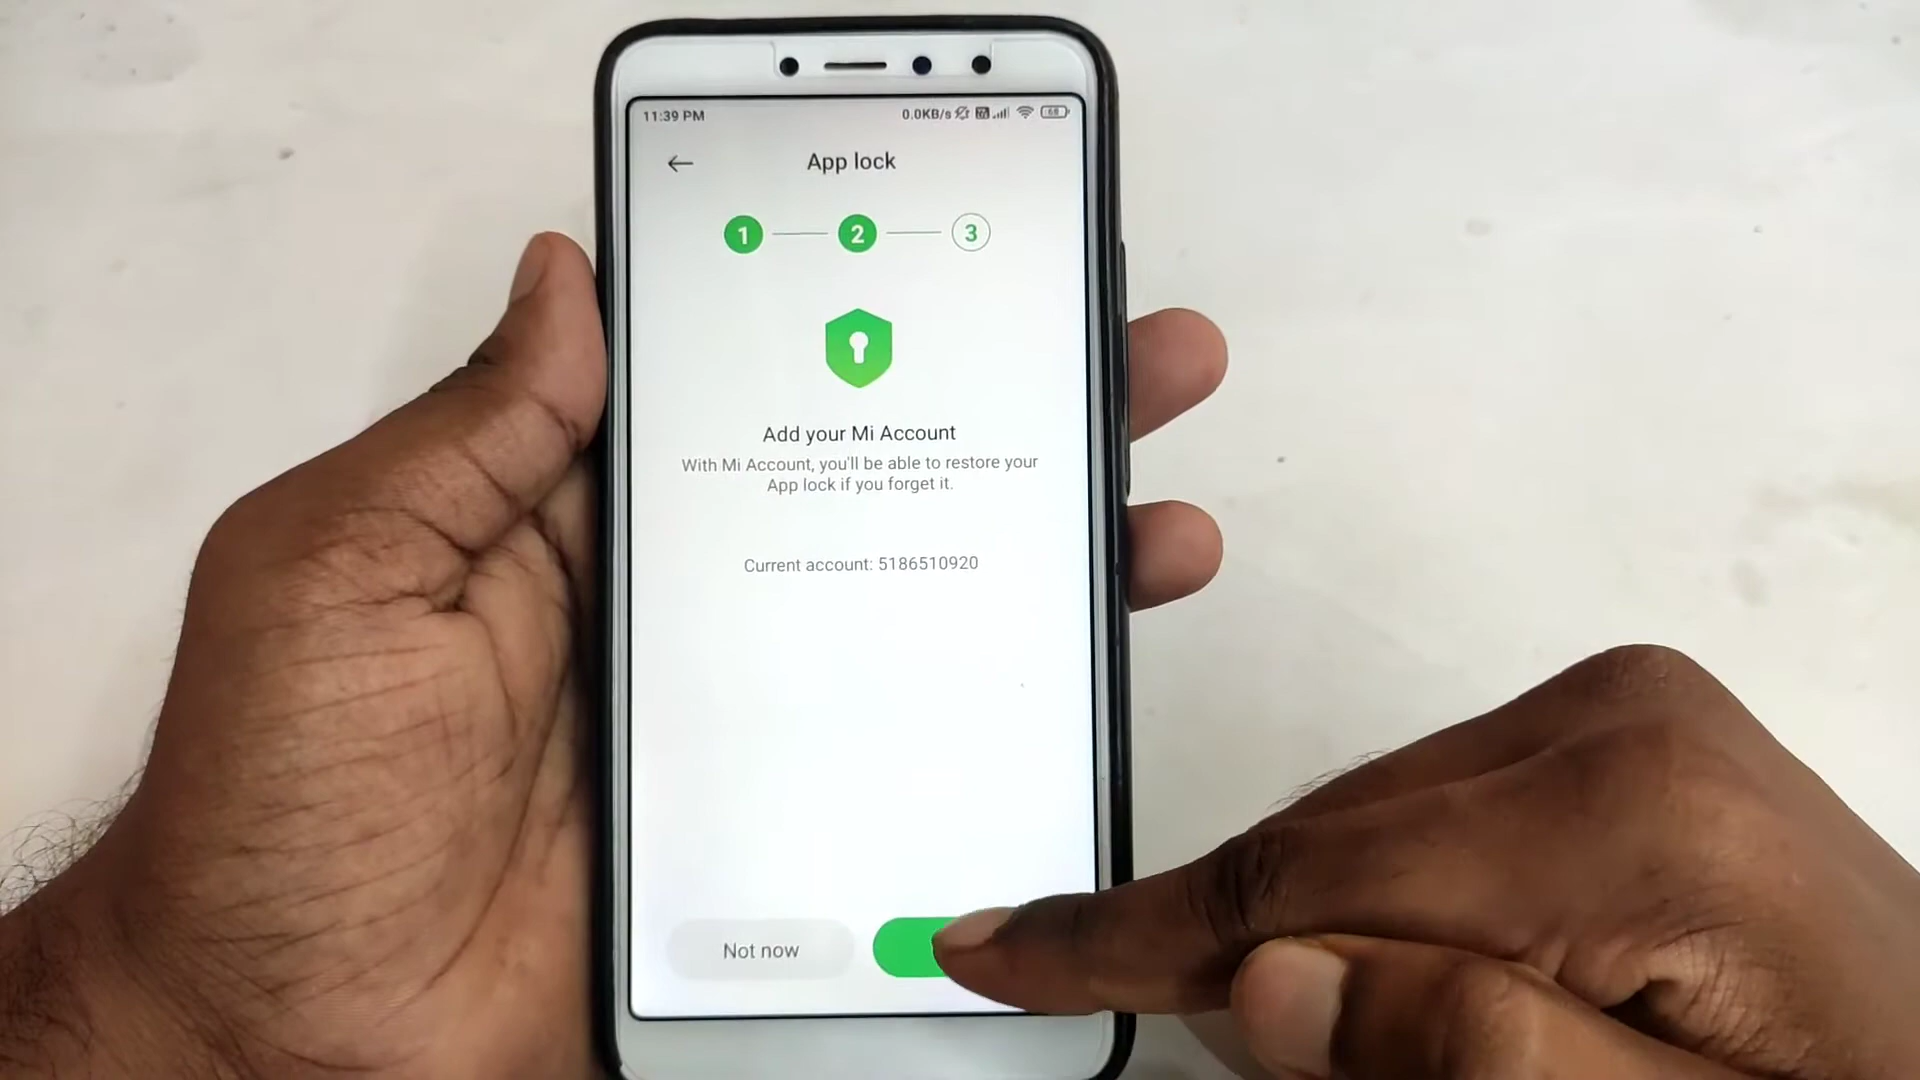 11:39 PM 0.0KB/s 68
App lock
1 2 3
Add your Mi Account
With Mi Account, you'll be able to restore your
App lock if you forget it.
Current account: 5186510920
Not now